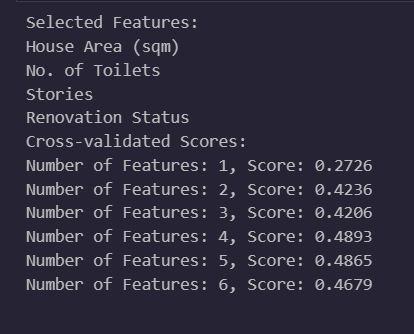 Selected Features:
House Area (sqm)
No. of Toilets
Stories
Renovation Status
Cross-validated Scores:
Number of Features: 1, Score: 0.2726
Number of Features: 2, Score: 0.4236
Number of Features: 3, Score: 0.4206
Number of Features: 4, Score: 0.4893
Number of Features: 5, Score: 0.4865
Number of Features: 6, Score: 0.4679